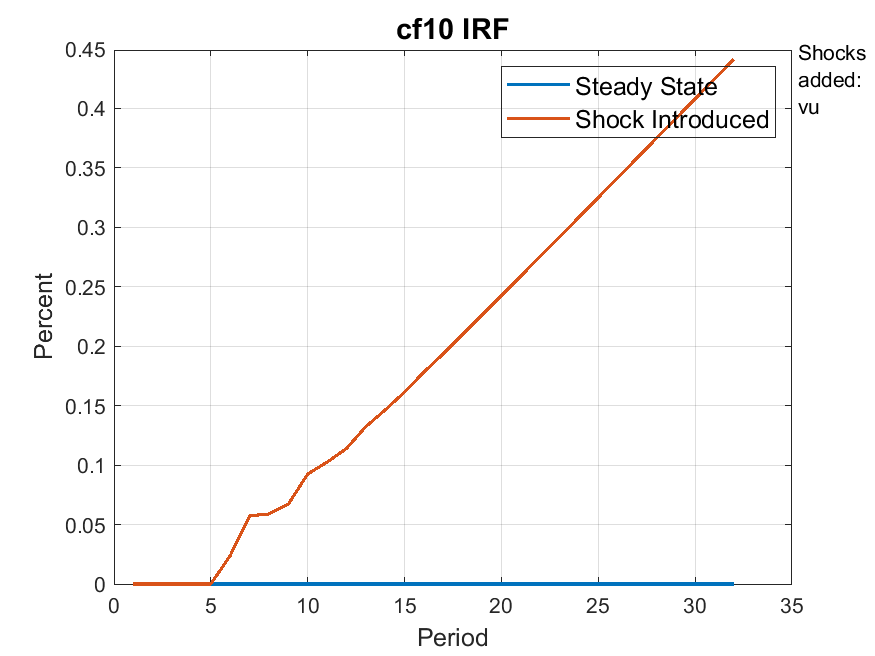 cf10 IRF
0.45
0.4
0.35
0.3
0.25
0.2
0.15
0.1
0.05
0
Percent
Steady State
Shock Introduced
Shocks
added:
vu
0 5 10 15 20 25 30 35
Period